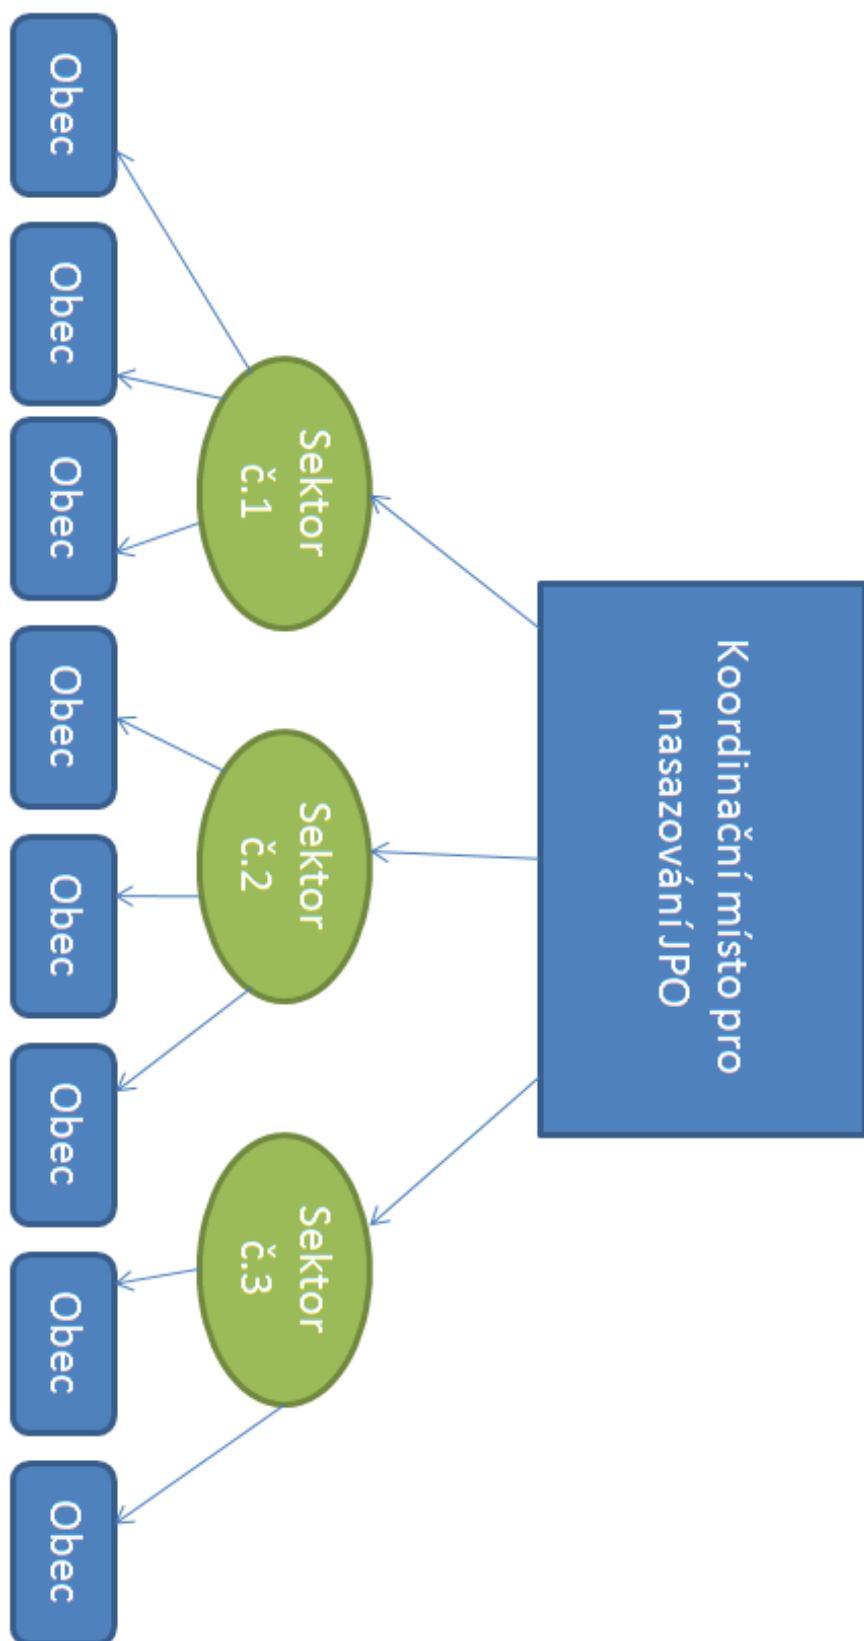 Koordinační místo pro
nasazování JPO
Sektor
č.1
Sektor
č.2
Sektor
č.3
Obec
Obec
Obec
Obec
Obec
Obec
Obec
Obec